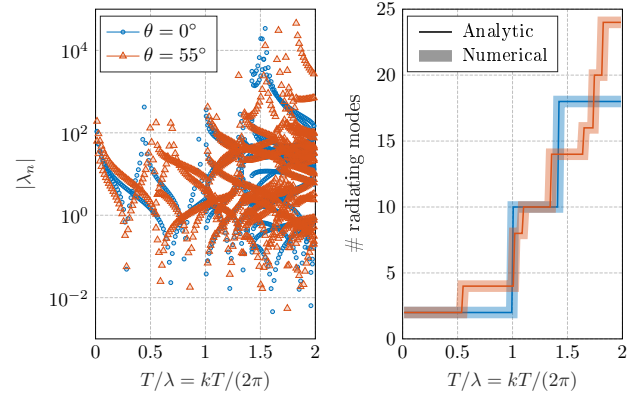 10^4
10^2
10^0
10^{-2}
|λ_n|
θ = 0°
θ = 55°
0 0.5 1 1.5 2
T/λ = kT/(2π)
25
20
15
10
5
0
# radiating modes
Analytic
Numerical
0 0.5 1 1.5 2
T/λ = kT/(2π)